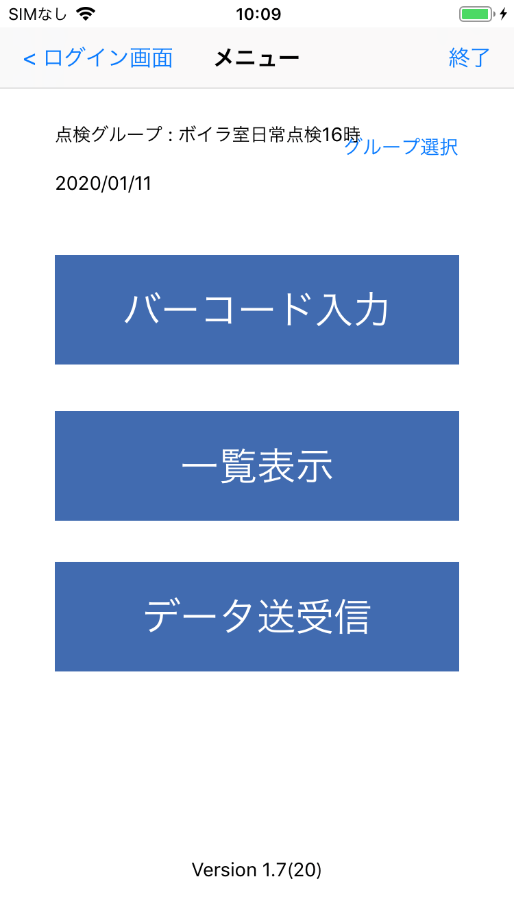 SIMなし 10:09
< ログイン画面 メニュー 終了
点検グループ : ボイラ室日常点検16時
グループ選択
2020/01/11
バーコード入力
一覧表示
データ送受信
Version 1.7(20)